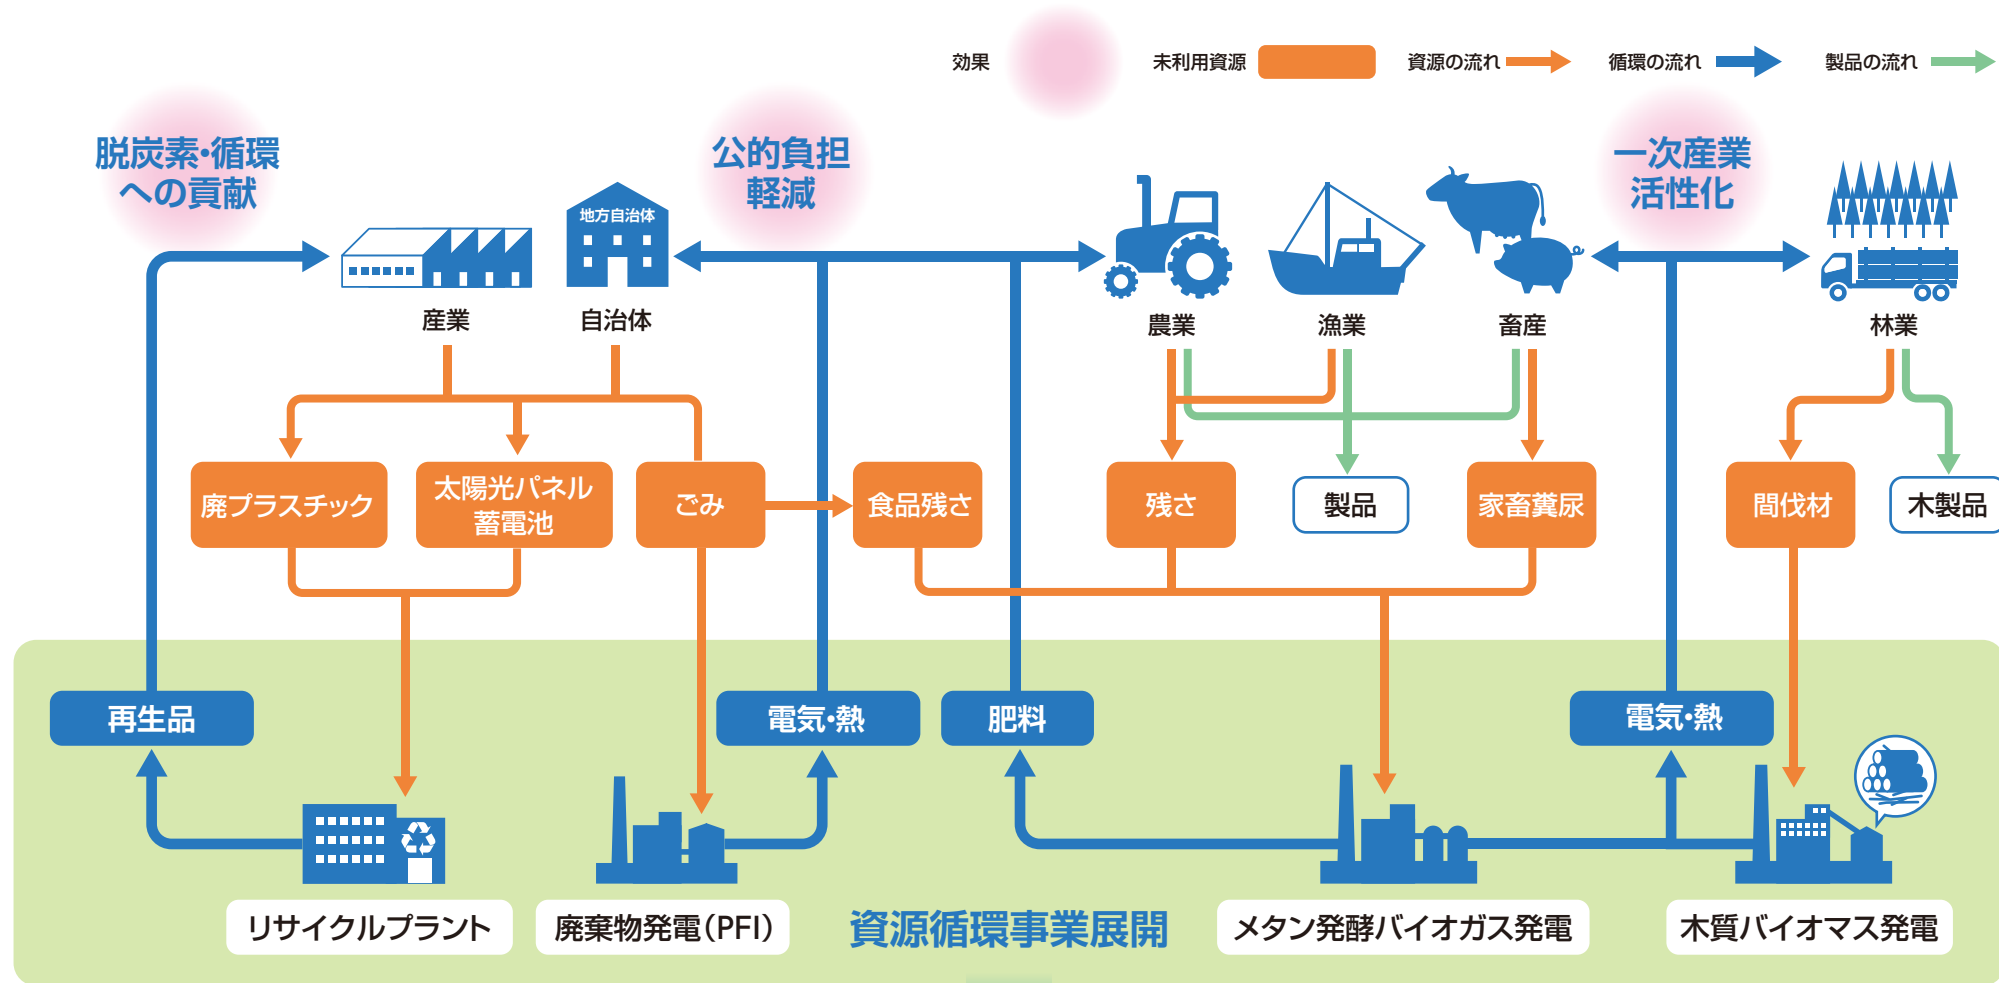 効果
未利用資源
資源の流れ
循環の流れ
製品の流れ
脱炭素・循環
への貢献
公的負担
軽減
一次産業
活性化
地方自治体
産業
自治体
農業
漁業
畜産
林業
廃プラスチック
太陽光パネル
蓄電池
ごみ
食品残さ
残さ
製品
家畜糞尿
間伐材
木製品
再生品
電気・熱
肥料
電気・熱
リサイクルプラント
廃棄物発電(PFI)
資源循環事業展開
メタン発酵バイオガス発電
木質バイオマス発電